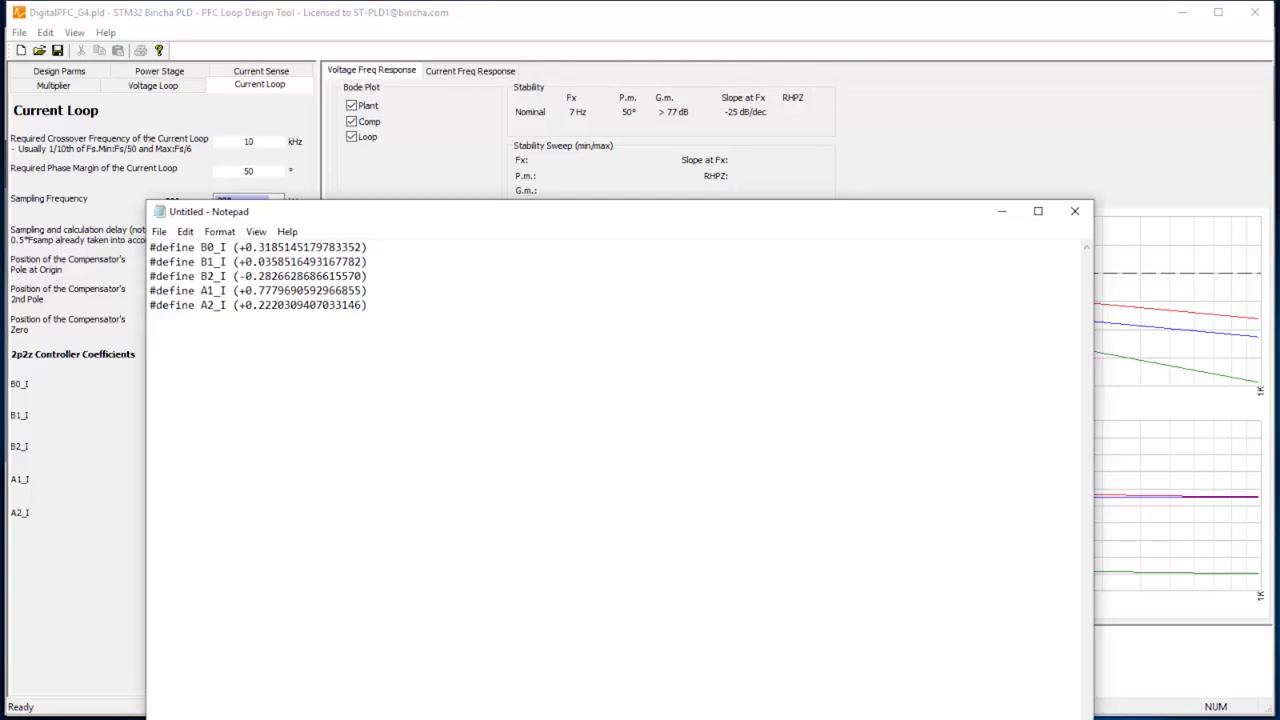 DigitalPFC_G4.pld - STM32 Biricha PLD - PFC Loop Design Tool - Licensed to ST-PLD1@biricha.com
File Edit View Help
Design Parms Power Stage Current Sense
Multiplier Voltage Loop Current Loop
Current Loop
Required Crossover Frequency of the Current Loop
- Usually 1/10th of Fs.Min:Fs/50 and Max:Fs/6
10 kHz
Required Phase Margin of the Current Loop
50 °
Sampling Frequency
Sampling and calculation delay (not
0.5*Fsamp already taken into acco
Position of the Compensator's
Pole at Origin
Position of the Compensator's
2nd Pole
Position of the Compensator's
Zero
2p2z Controller Coefficients
B0_I
B1_I
B2_I
A1_I
A2_I
Voltage Freq Response Current Freq Response
Bode Plot
Plant
Comp
Loop
Stability
Fx P.m. G.m. Slope at Fx RHPZ
Nominal 7 Hz 50° > 77 dB -25 dB/dec
Stability Sweep (min/max)
Fx: Slope at Fx:
P.m.: RHPZ:
G.m.:
Untitled - Notepad
File Edit Format View Help
#define B0_I (+0.3185145179783352)
#define B1_I (+0.0358516493167782)
#define B2_I (-0.2826628686615570)
#define A1_I (+0.7779690592966855)
#define A2_I (+0.2220309407033146)
1K
1K
Ready NUM